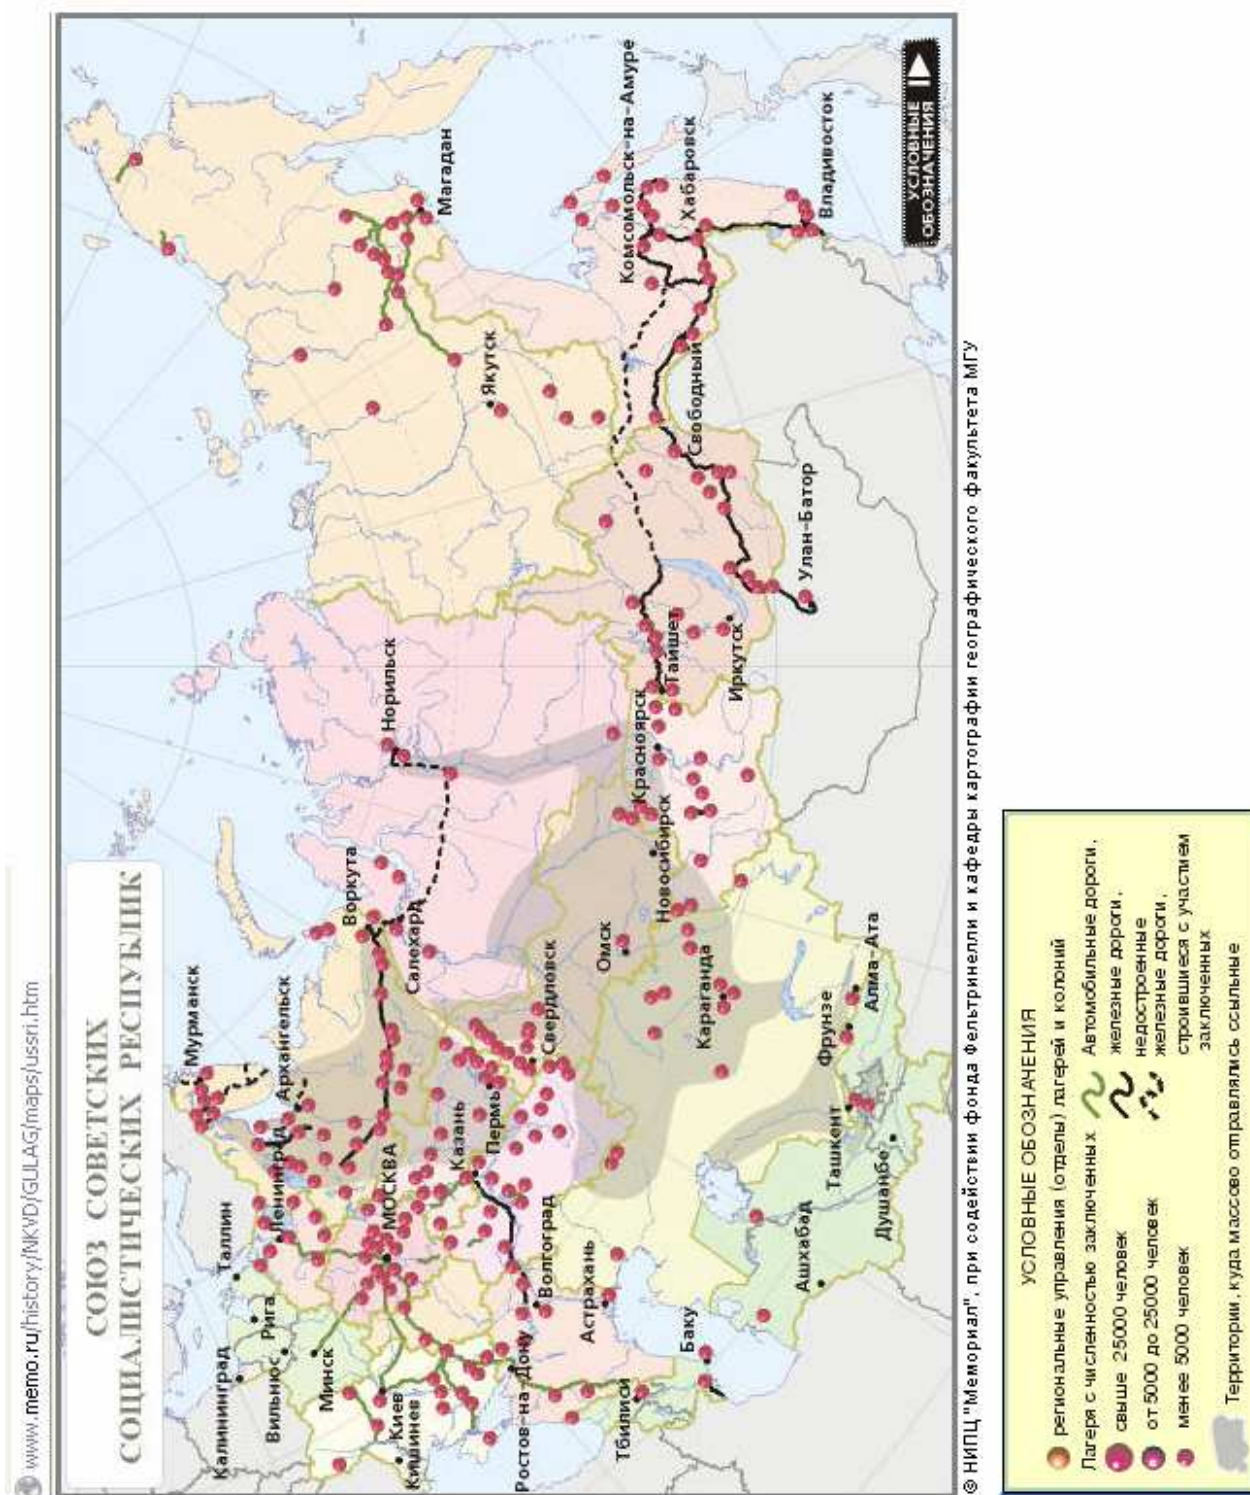 www.memo.ru/history/NKVD/GULAG/maps/ussri.htm
СОЮЗ СОВЕТСКИХ
СОЦИАЛИСТИЧЕСКИХ РЕСПУБЛИК
Мурманск
Архангельск
Воркута
Салехард
Норильск
Якутск
Магадан
Таллин
Ленинград
Калининград
Рига
Вильнюс
Минск
МОСКВА
Казань
Пермь
Свердловск
Киев
Кишинев
Ростов-на-Дону
Волгоград
Астрахань
Омск
Новосибирск
Красноярск
Тайшет
Иркутск
Улан-Батор
Свободный
Комсомольск-на-Амуре
Хабаровск
Владивосток
Караганда
Тбилиси
Баку
Ашхабад
Душанбе
Ташкент
Фрунзе
Алма-Ата
УСЛОВНЫЕ
ОБОЗНАЧЕНИЯ
© НИПЦ "Мемориал", при содействии фонда Фельтринелли и кафедры картографии географического факультета МГУ
УСЛОВНЫЕ ОБОЗНАЧЕНИЯ
региональные управления (отделы) лагерей и колоний
Лагеря с численностью заключенных
свыше 25000 человек
от 5000 до 25000 человек
менее 5000 человек
Автомобильные дороги,
железные дороги,
недостроенные
железные дороги,
строившиеся с участием
заключенных
Территории, куда массово отправлялись ссыльные